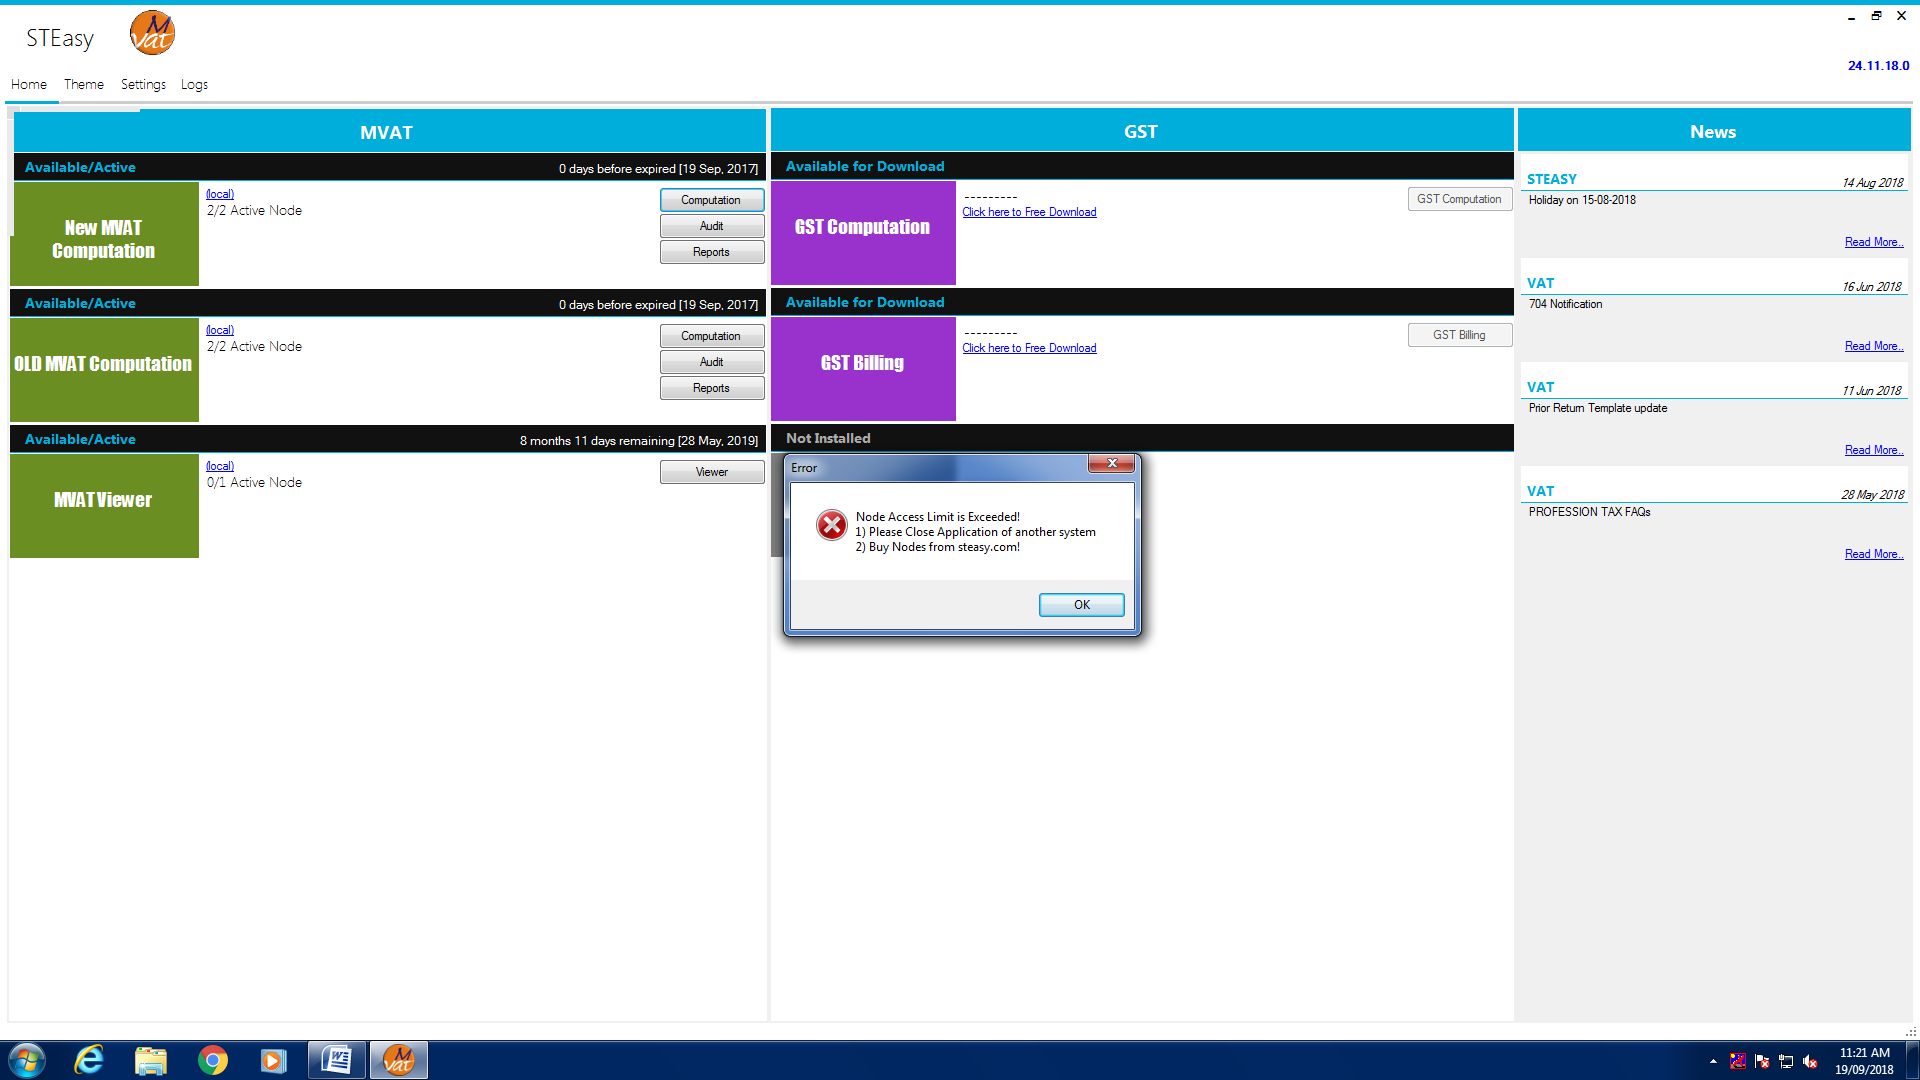 STEasy
M
vat
24.11.18.0
Home Theme Settings Logs
MVAT
Available/Active 0 days before expired [19 Sep, 2017]
New MVAT
Computation
(local)
2/2 Active Node
Computation
Audit
Reports
Available/Active 0 days before expired [19 Sep, 2017]
OLD MVAT Computation
(local)
2/2 Active Node
Computation
Audit
Reports
Available/Active 8 months 11 days remaining [28 May, 2019]
MVAT Viewer
(local)
0/1 Active Node
Viewer
GST
Available for Download
GST Computation
---------
Click here to Free Download
GST Computation
Available for Download
GST Billing
---------
Click here to Free Download
GST Billing
Not Installed
Error
Node Access Limit is Exceeded!
1) Please Close Application of another system
2) Buy Nodes from steasy.com!
OK
News
STEASY 14 Aug 2018
Holiday on 15-08-2018
Read More..
VAT 16 Jun 2018
704 Notification
Read More..
VAT 11 Jun 2018
Prior Return Template update
Read More..
VAT 28 May 2018
PROFESSION TAX FAQs
Read More..
M
vat
11:21 AM
19/09/2018